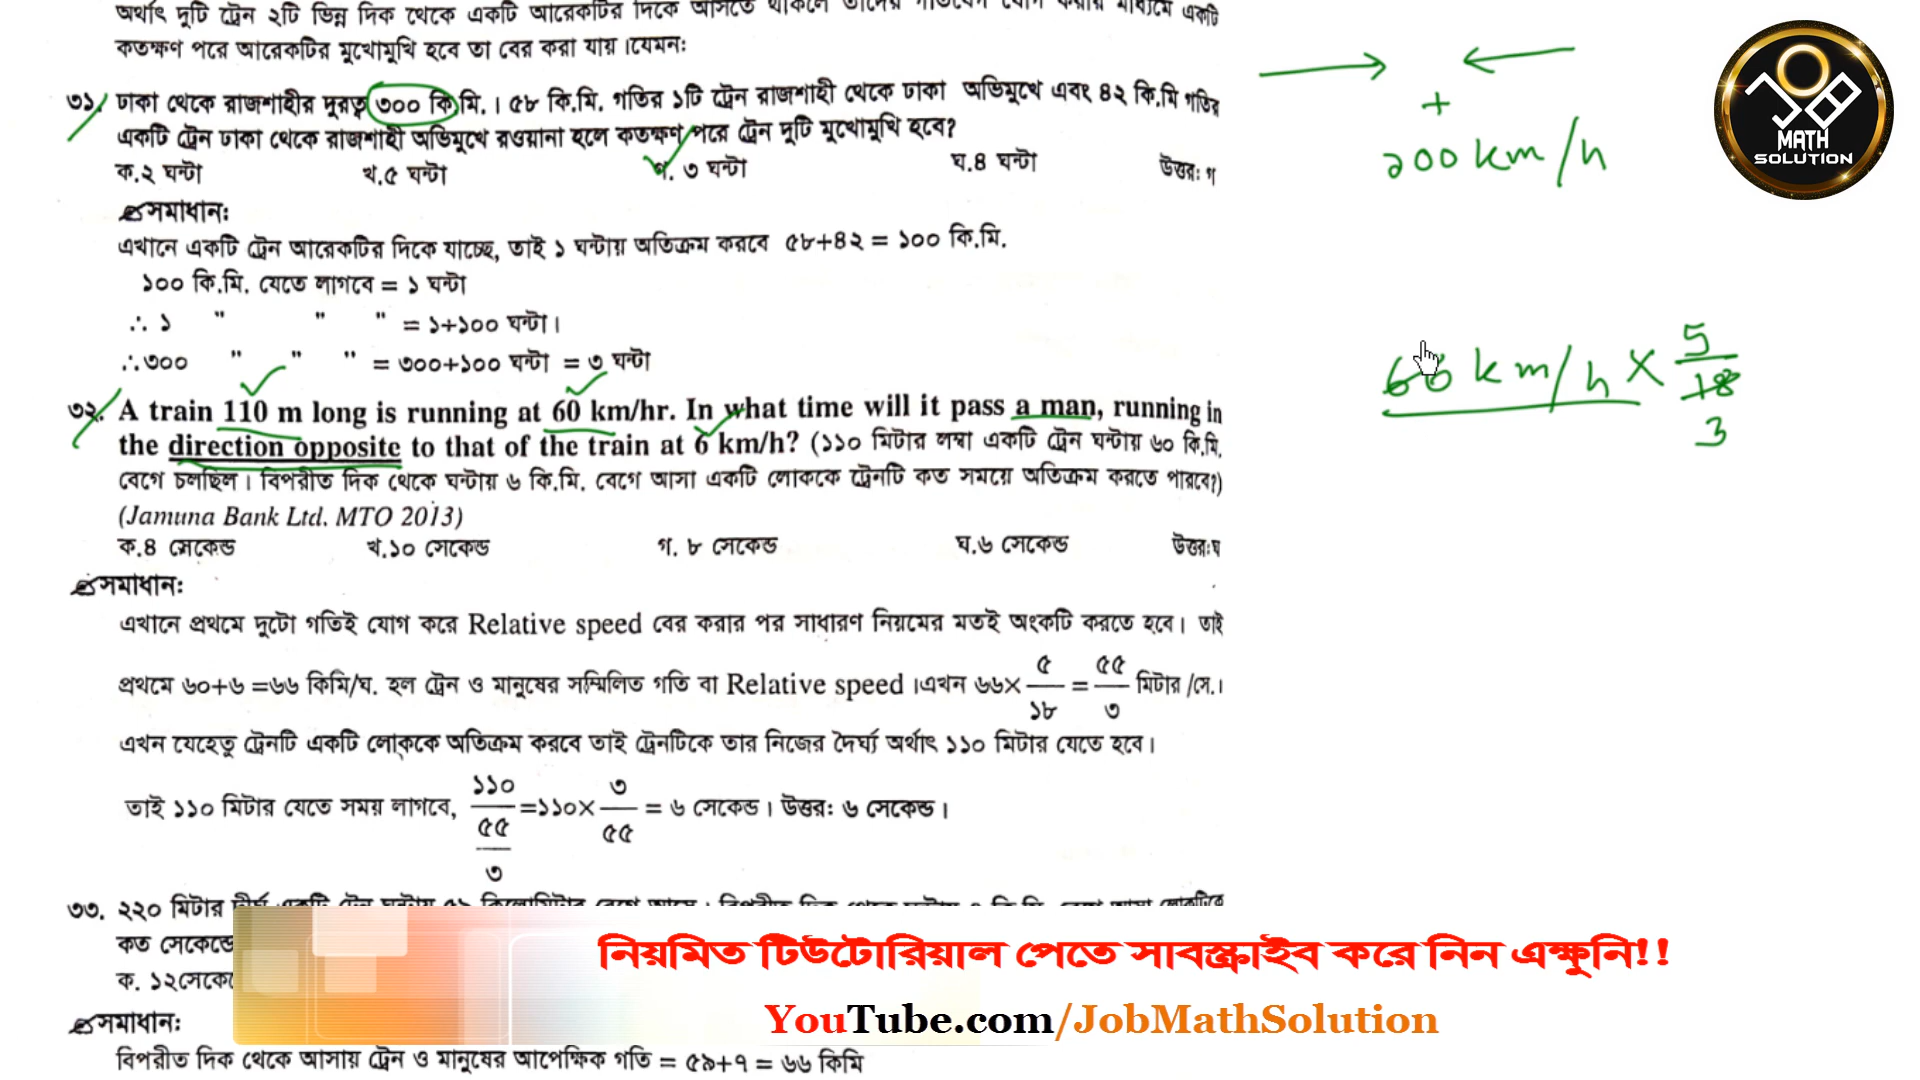 অর্থাৎ দুটি ট্রেন ২টি ভিন্ন দিক থেকে একটি আরেকটির দিকে আসতে থাকলে তাদের
কতক্ষণ পরে আরেকটির মুখোমুখি হবে তা বের করা যায়।যেমনঃ
৩১. ঢাকা থেকে রাজশাহীর দুরত্ব ৩০০ কি.মি.। ৫৮ কি.মি. গতির ১টি ট্রেন রাজশাহী থেকে ঢাকা অভিমুখে এবং ৪২ কি.মি গতির
একটি ট্রেন ঢাকা থেকে রাজশাহী অভিমুখে রওয়ানা হলে কতক্ষণ পরে ট্রেন দুটি মুখোমুখি হবে?
ক.২ ঘন্টা খ.৫ ঘন্টা গ. ৩ ঘন্টা ঘ.৪ ঘন্টা উত্তর: গ
সমাধান:
এখানে একটি ট্রেন আরেকটির দিকে যাচ্ছে, তাই ১ ঘন্টায় অতিক্রম করবে ৫৮+৪২ = ১০০ কি.মি.
১০০ কি.মি. যেতে লাগবে = ১ ঘন্টা
∴ ১ " " " = ১÷১০০ ঘন্টা।
∴৩০০ " " " = ৩০০÷১০০ ঘন্টা = ৩ ঘন্টা
৩২. A train 110 m long is running at 60 km/hr. In what time will it pass a man, running in
the direction opposite to that of the train at 6 km/h? (১১০ মিটার লম্বা একটি ট্রেন ঘন্টায় ৬০ কি.মি.
বেগে চলছিল। বিপরীত দিক থেকে ঘন্টায় ৬ কি.মি. বেগে আসা একটি লোককে ট্রেনটি কত সময়ে অতিক্রম করতে পারবে?)
(Jamuna Bank Ltd. MTO 2013)
ক.৪ সেকেন্ড খ.১০ সেকেন্ড গ. ৮ সেকেন্ড ঘ.৬ সেকেন্ড উত্তর:ঘ
সমাধান:
এখানে প্রথমে দুটো গতিই যোগ করে Relative speed বের করার পর সাধারণ নিয়মের মতই অংকটি করতে হবে। তাই
প্রথমে ৬০+৬ =৬৬ কিমি/ঘ. হল ট্রেন ও মানুষের সম্মিলিত গতি বা Relative speed ।এখন ৬৬× ৫/১৮ = ৫৫/৩ মিটার /সে.।
এখন যেহেতু ট্রেনটি একটি লোককে অতিক্রম করবে তাই ট্রেনটিকে তার নিজের দৈর্ঘ্য অর্থাৎ ১১০ মিটার যেতে হবে।
তাই ১১০ মিটার যেতে সময় লাগবে, ১১০/৫৫/৩ =১১০× ৩/৫৫ = ৬ সেকেন্ড। উত্তর: ৬ সেকেন্ড।
৩৩. ২২০ মিটার দীর্ঘ একটি ট্রেন ঘন্টায় ৫৯ কিলোমিটার বেগে
কত সেকেন্ডে
ক. ১২সেকে
সমাধান:
বিপরীত দিক থেকে আসায় ট্রেন ও মানুষের আপেক্ষিক গতি = ৫৯+৭ = ৬৬ কিমি
+
১০০ km/h
66 km/h × 5/18
3
JOB
MATH
SOLUTION
নিয়মিত টিউটোরিয়াল পেতে সাবস্ক্রাইব করে নিন এক্ষুনি!!
YouTube.com/JobMathSolution